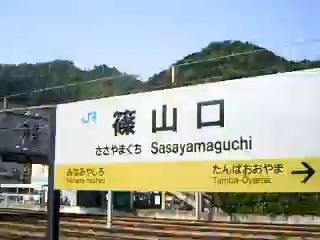 JR
篠山口
ささやまぐち Sasayamaguchi
みなみやしろ たんばおおやま
Minami-Yashiro Tamba-Ōyama